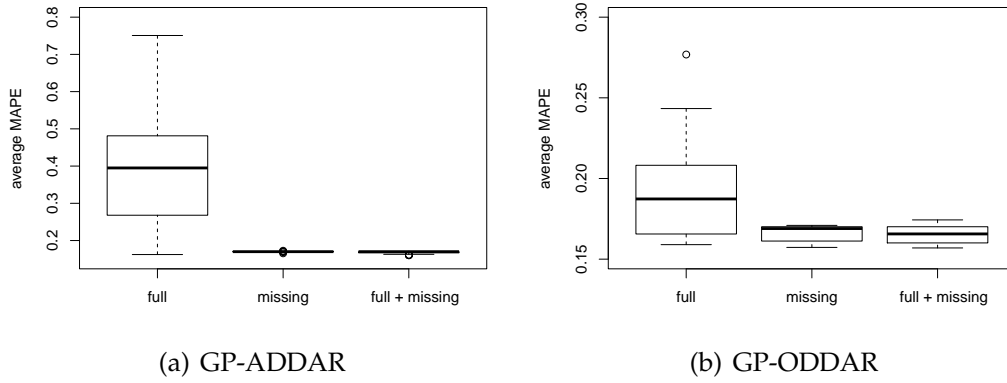 average MAPE
0.8
0.7
0.6
0.5
0.4
0.3
0.2
full missing full + missing
(a) GP-ADDAR
average MAPE
0.30
0.25
0.20
0.15
full missing full + missing
(b) GP-ODDAR